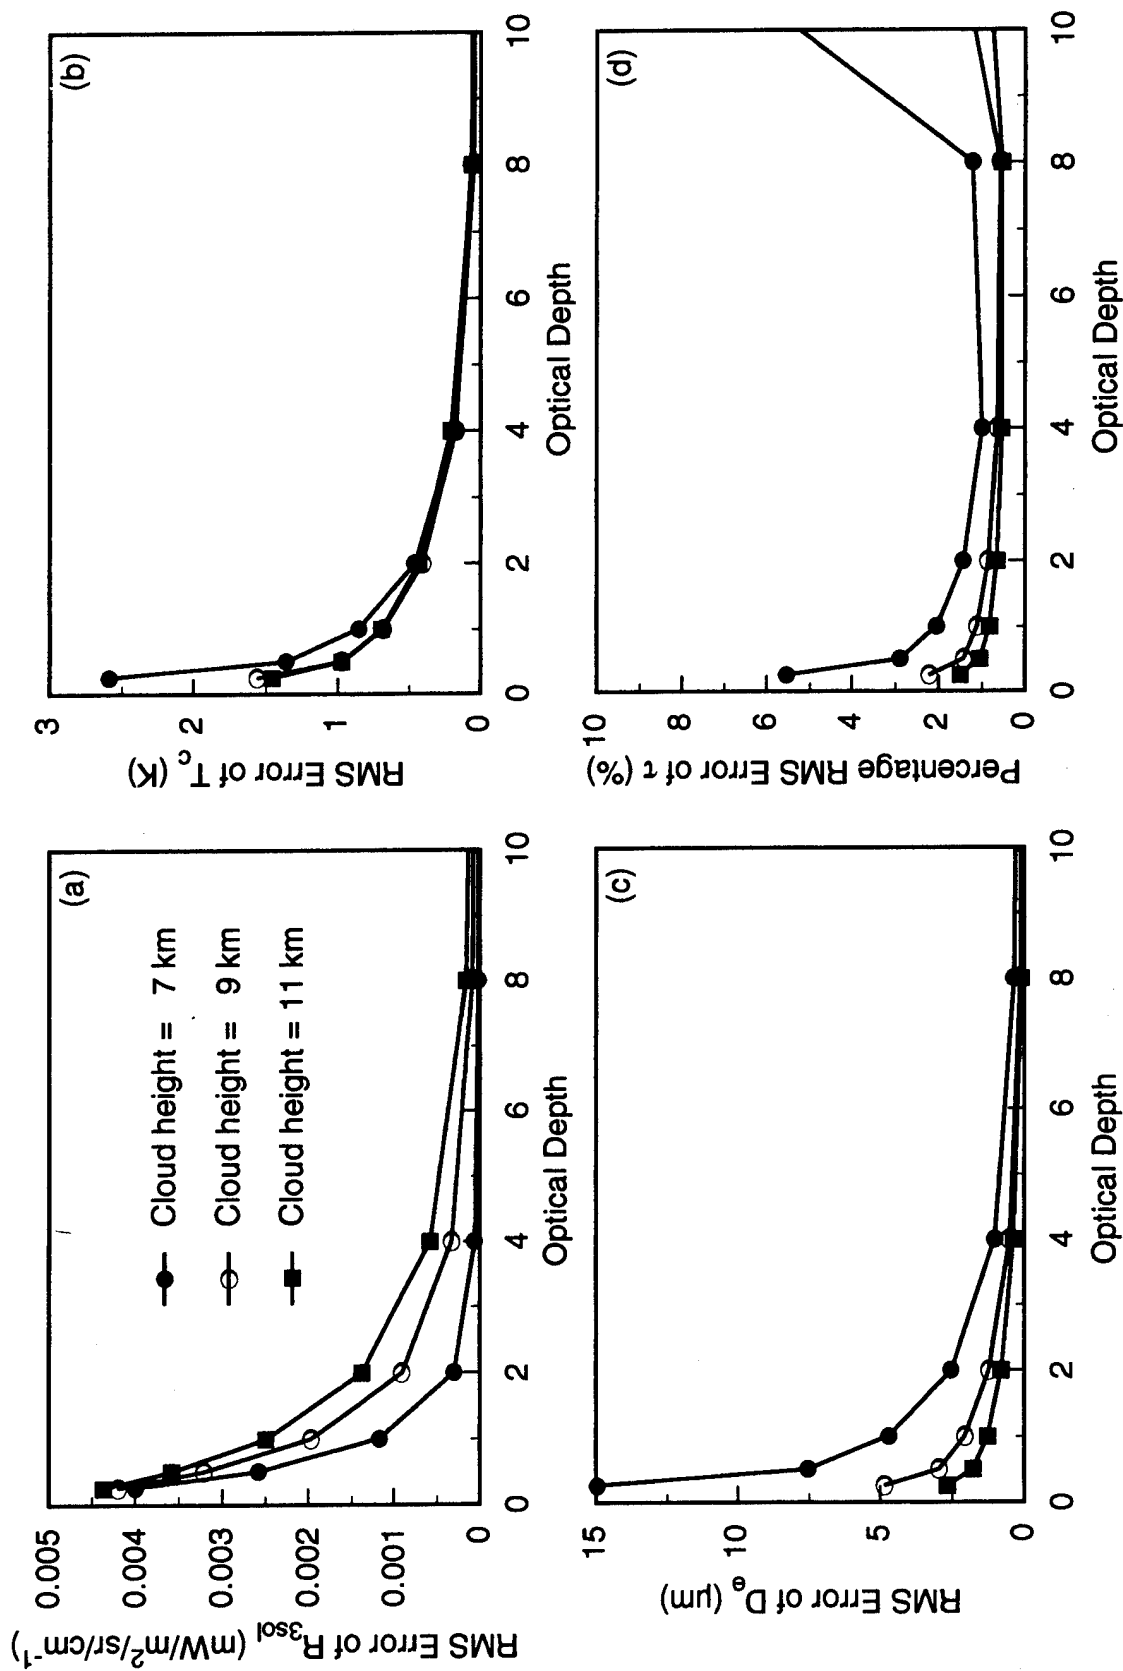 (a)
RMS Error of R3sol (mW/m²/sr/cm⁻¹)
0.005
0.004
0.003
0.002
0.001
0
0 2 4 6 8 10
Optical Depth
Cloud height = 7 km
Cloud height = 9 km
Cloud height = 11 km
(b)
RMS Error of Tc (K)
3
2
1
0
0 2 4 6 8 10
Optical Depth
(c)
RMS Error of De (µm)
15
10
5
0
0 2 4 6 8 10
Optical Depth
(d)
Percentage RMS Error of τ (%)
10
8
6
4
2
0
0 2 4 6 8 10
Optical Depth